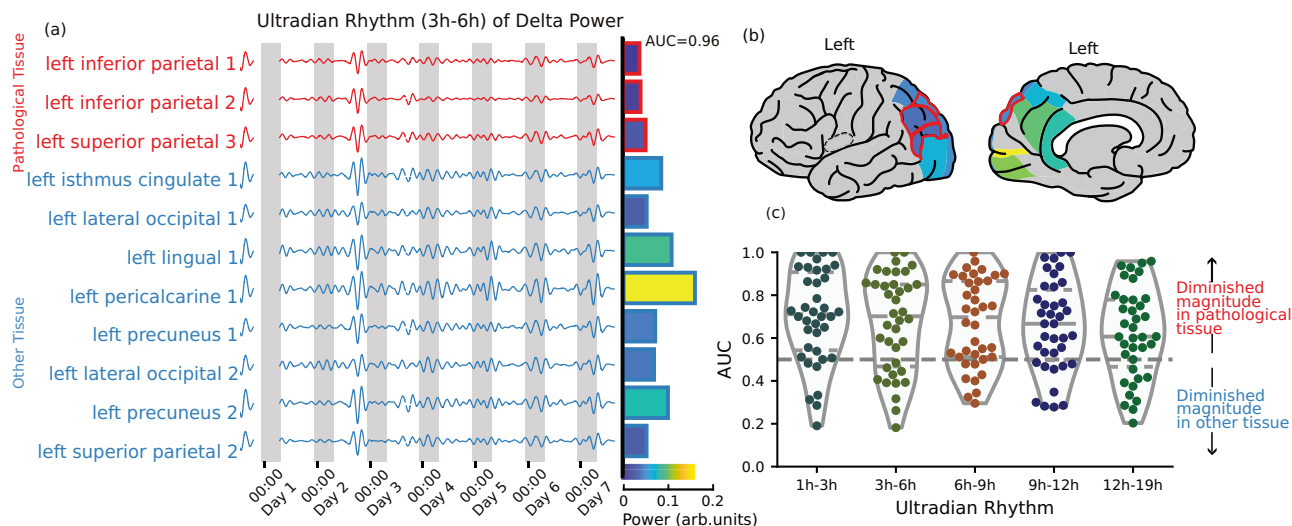 Ultradian Rhythm (3h-6h) of Delta Power
(a)
AUC=0.96
Pathological Tissue
left inferior parietal 1
left inferior parietal 2
left superior parietal 3
Other Tissue
left isthmus cingulate 1
left lateral occipital 1
left lingual 1
left pericalcarine 1
left precuneus 1
left lateral occipital 2
left precuneus 2
left superior parietal 2
00:00
Day 1
00:00
Day 2
00:00
Day 3
00:00
Day 4
00:00
Day 5
00:00
Day 6
00:00
Day 7
0 0.1 0.2
Power (arb.units)
(b)
Left
Left
(c)
AUC
1.0
0.8
0.6
0.4
0.2
0.0
1h-3h 3h-6h 6h-9h 9h-12h 12h-19h
Ultradian Rhythm
Diminished
magnitude
in pathological
tissue
Diminished
magnitude
in other tissue